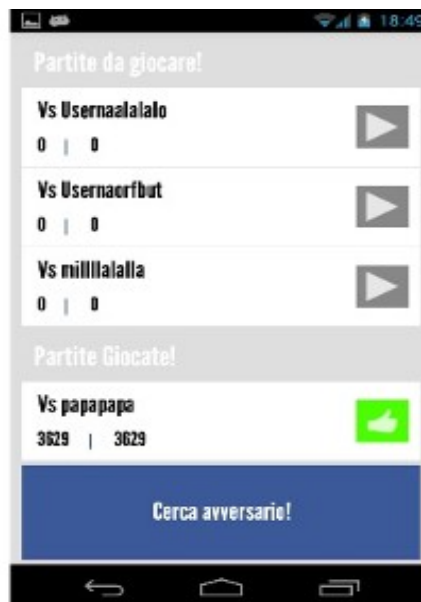 18:49
Partite da giocare!
Vs Usernaalalalo
0 | 0
Vs Usernaorfbut
0 | 0
Vs millllalalla
0 | 0
Partite Giocate!
Vs papapapa
3629 | 3629
Cerca avversario!